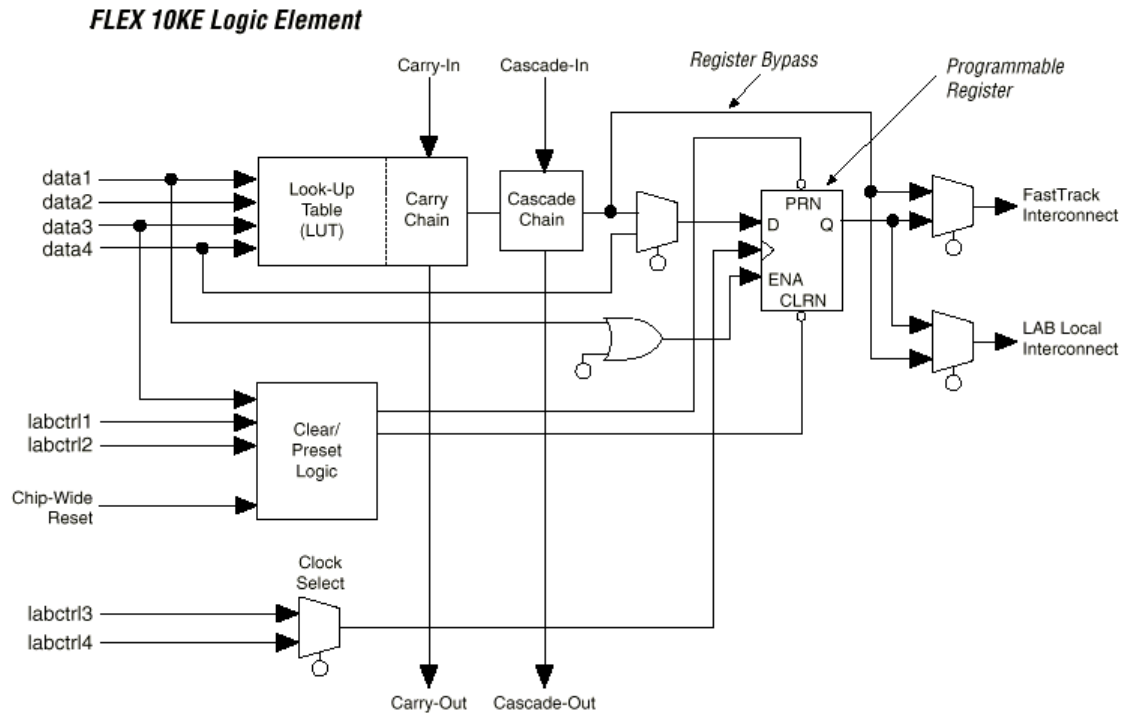 FLEX 10KE Logic Element
Carry-In
Cascade-In
Register Bypass
Programmable
Register
data1
data2
data3
data4
Look-Up
Table
(LUT)
Carry
Chain
Cascade
Chain
PRN
D
Q
ENA
CLRN
FastTrack
Interconnect
LAB Local
Interconnect
labctrl1
labctrl2
Clear/
Preset
Logic
Chip-Wide
Reset
Clock
Select
labctrl3
labctrl4
Carry-Out
Cascade-Out